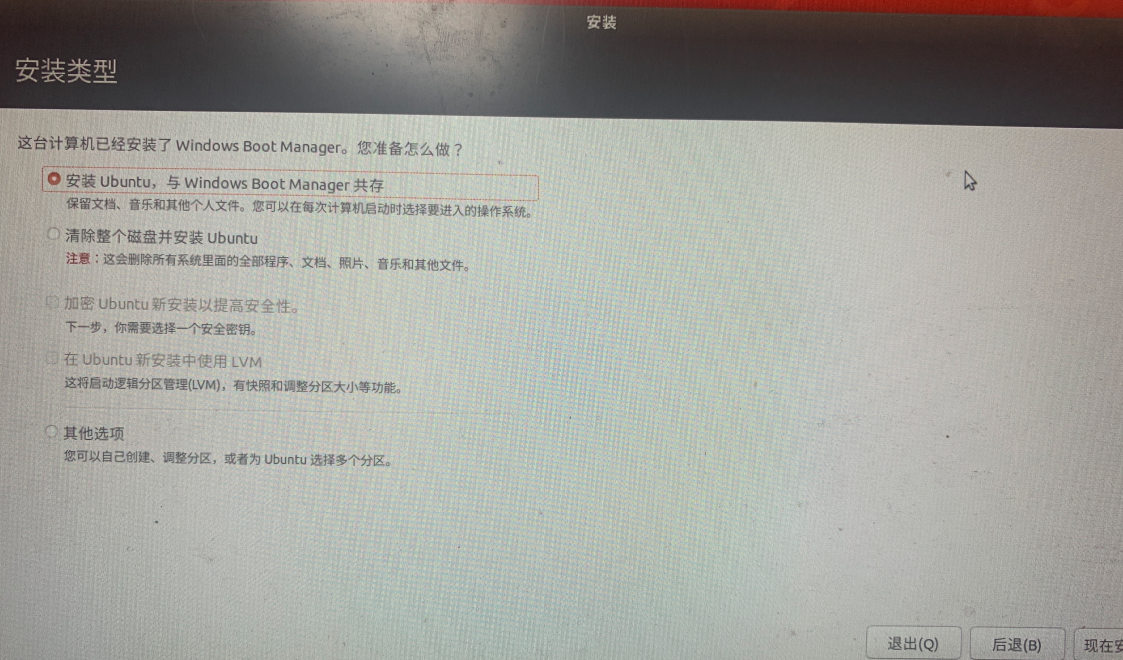 安装
安装类型
这台计算机已经安装了 Windows Boot Manager。您准备怎么做？
安装 Ubuntu，与 Windows Boot Manager 共存
保留文档、音乐和其他个人文件。您可以在每次计算机启动时选择要进入的操作系统。
清除整个磁盘并安装 Ubuntu
注意：这会删除所有系统里面的全部程序、文档、照片、音乐和其他文件。
加密 Ubuntu 新安装以提高安全性。
下一步，你需要选择一个安全密钥。
在 Ubuntu 新安装中使用 LVM
这将启动逻辑分区管理(LVM)，有快照和调整分区大小等功能。
其他选项
您可以自己创建、调整分区，或者为 Ubuntu 选择多个分区。
退出(Q)
后退(B)
现在安